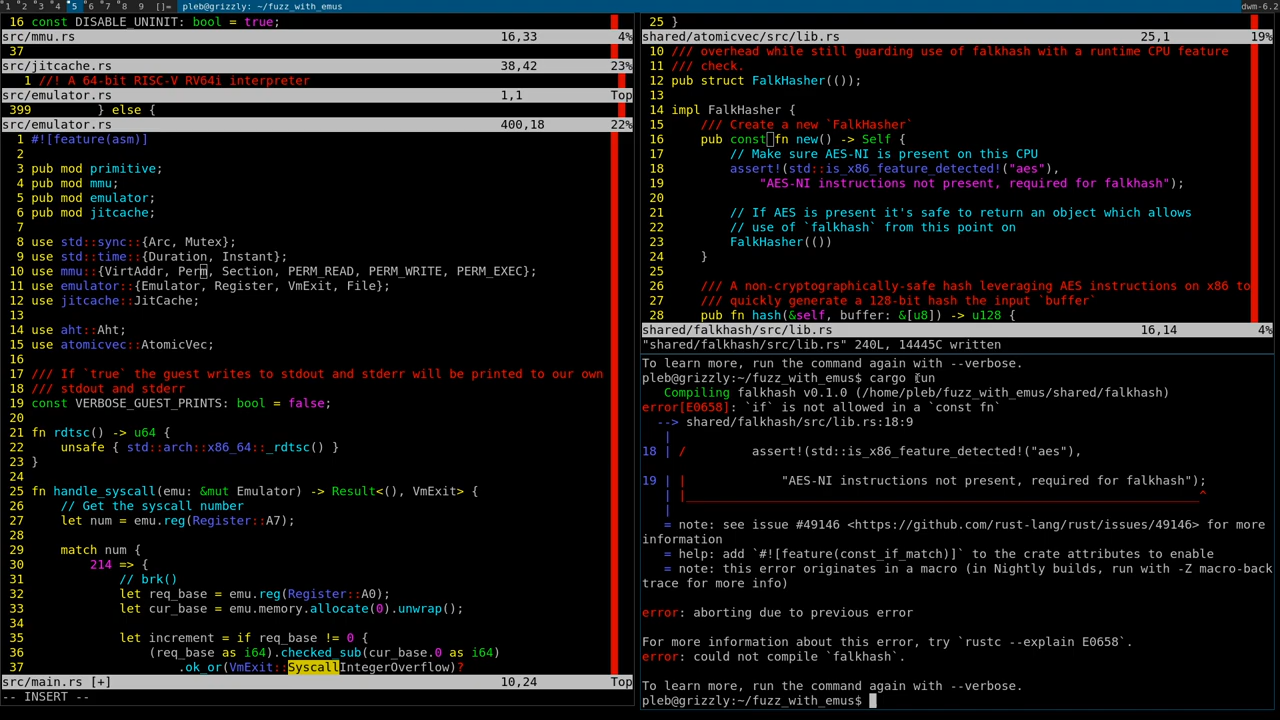 1 2 3 4 5 6 7 8 9 []= pleb@grizzly: ~/fuzz_with_emus dwm-6.2
16 const DISABLE_UNINIT: bool = true;
src/mmu.rs 16,33 4%
37
src/jitcache.rs 38,42 23%
1 //! A 64-bit RISC-V RV64i interpreter
src/emulator.rs 1,1 Top
399 } else {
src/emulator.rs 400,18 22%
1 #![feature(asm)]
2
3 pub mod primitive;
4 pub mod mmu;
5 pub mod emulator;
6 pub mod jitcache;
7
8 use std::sync::{Arc, Mutex};
9 use std::time::{Duration, Instant};
10 use mmu::{VirtAddr, Perm, Section, PERM_READ, PERM_WRITE, PERM_EXEC};
11 use emulator::{Emulator, Register, VmExit, File};
12 use jitcache::JitCache;
13
14 use aht::Aht;
15 use atomicvec::AtomicVec;
16
17 /// If `true` the guest writes to stdout and stderr will be printed to our own
18 /// stdout and stderr
19 const VERBOSE_GUEST_PRINTS: bool = false;
20
21 fn rdtsc() -> u64 {
22 unsafe { std::arch::x86_64::_rdtsc() }
23 }
24
25 fn handle_syscall(emu: &mut Emulator) -> Result<(), VmExit> {
26 // Get the syscall number
27 let num = emu.reg(Register::A7);
28
29 match num {
30 214 => {
31 // brk()
32 let req_base = emu.reg(Register::A0);
33 let cur_base = emu.memory.allocate(0).unwrap();
34
35 let increment = if req_base != 0 {
36 (req_base as i64).checked_sub(cur_base.0 as i64)
37 .ok_or(VmExit::SyscallIntegerOverflow)?
src/main.rs [+] 10,24 Top
-- INSERT --
25 }
shared/atomicvec/src/lib.rs 25,1 19%
10 /// overhead while still guarding use of falkhash with a runtime CPU feature
11 /// check.
12 pub struct FalkHasher(());
13
14 impl FalkHasher {
15 /// Create a new `FalkHasher`
16 pub const fn new() -> Self {
17 // Make sure AES-NI is present on this CPU
18 assert!(std::is_x86_feature_detected!("aes"),
19 "AES-NI instructions not present, required for falkhash");
20
21 // If AES is present it's safe to return an object which allows
22 // use of `falkhash` from this point on
23 FalkHasher(())
24 }
25
26 /// A non-cryptographically-safe hash leveraging AES instructions on x86 to
27 /// quickly generate a 128-bit hash the input `buffer`
28 pub fn hash(&self, buffer: &[u8]) -> u128 {
shared/falkhash/src/lib.rs 16,14 4%
"shared/falkhash/src/lib.rs" 240L, 14445C written
To learn more, run the command again with --verbose.
pleb@grizzly:~/fuzz_with_emus$ cargo run
Compiling falkhash v0.1.0 (/home/pleb/fuzz_with_emus/shared/falkhash)
error[E0658]: `if` is not allowed in a `const fn`
--> shared/falkhash/src/lib.rs:18:9
|
18 | / assert!(std::is_x86_feature_detected!("aes"),
19 | | "AES-NI instructions not present, required for falkhash");
| |_______________________________________________________________________^
|
= note: see issue #49146 <https://github.com/rust-lang/rust/issues/49146> for more
information
= help: add `#![feature(const_if_match)]` to the crate attributes to enable
= note: this error originates in a macro (in Nightly builds, run with -Z macro-back
trace for more info)
error: aborting due to previous error
For more information about this error, try `rustc --explain E0658`.
error: could not compile `falkhash`.
To learn more, run the command again with --verbose.
pleb@grizzly:~/fuzz_with_emus$